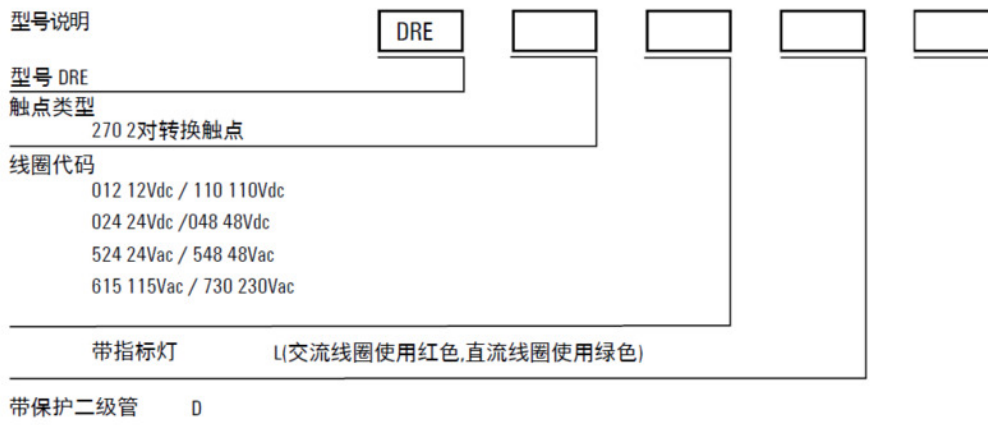 型号说明
DRE
型号 DRE
触点类型
270 2对转换触点
线圈代码
012 12Vdc / 110 110Vdc
024 24Vdc /048 48Vdc
524 24Vac / 548 48Vac
615 115Vac / 730 230Vac
带指标灯 L(交流线圈使用红色,直流线圈使用绿色)
带保护二级管 D